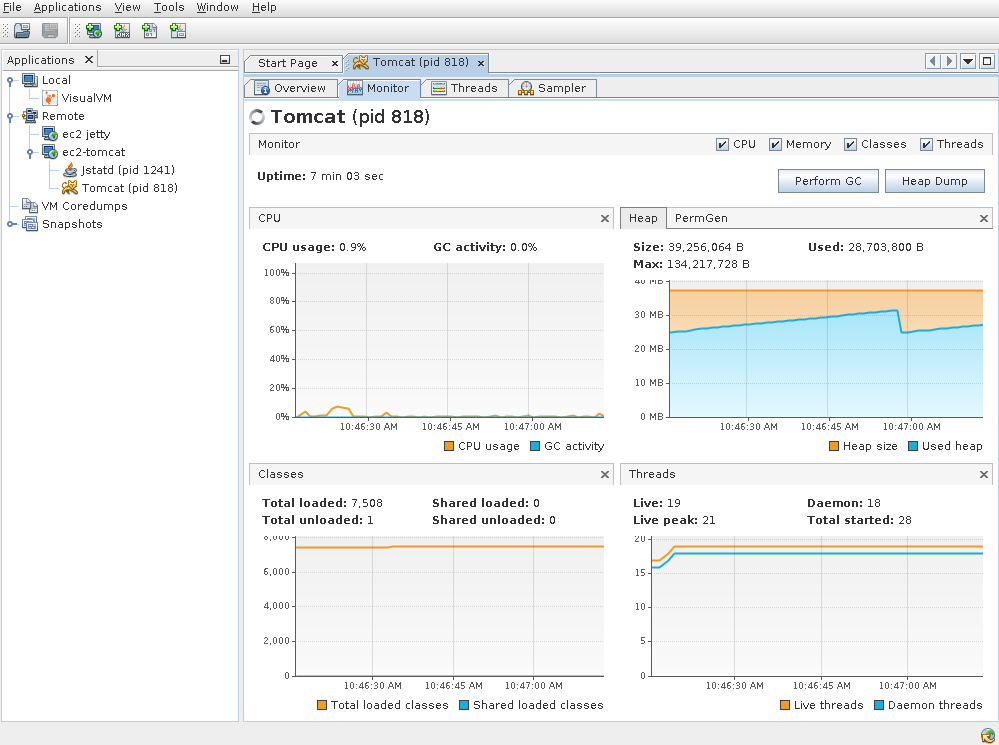 File Applications View Tools Window Help
Applications
Start Page
Tomcat (pid 818)
Local
VisualVM
Remote
ec2 jetty
ec2-tomcat
Jstatd (pid 1241)
Tomcat (pid 818)
VM Coredumps
Snapshots
Overview Monitor Threads Sampler
Tomcat (pid 818)
Monitor CPU Memory Classes Threads
Uptime: 7 min 03 sec Perform GC Heap Dump
CPU
CPU usage: 0.9% GC activity: 0.0%
100%
80%
60%
40%
20%
0%
10:46:30 AM 10:46:45 AM 10:47:00 AM
CPU usage GC activity
Heap PermGen
Size: 39,256,064 B Used: 28,703,800 B
Max: 134,217,728 B
40 MB
30 MB
20 MB
10 MB
0 MB
10:46:30 AM 10:46:45 AM 10:47:00 AM
Heap size Used heap
Classes
Total loaded: 7,508 Shared loaded: 0
Total unloaded: 1 Shared unloaded: 0
8,000
6,000
4,000
2,000
0
10:46:30 AM 10:46:45 AM 10:47:00 AM
Total loaded classes Shared loaded classes
Threads
Live: 19 Daemon: 18
Live peak: 21 Total started: 28
20
15
10
5
0
10:46:30 AM 10:46:45 AM 10:47:00 AM
Live threads Daemon threads